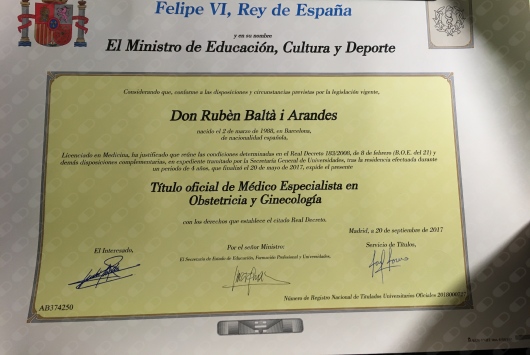 Felipe VI, Rey de España
y en su nombre
El Ministro de Educación, Cultura y Deporte
Considerando que, conforme a las disposiciones y circunstancias previstas por la legislación vigente,
Don Rubèn Baltà i Arandes
nacido el 2 de marzo de 1988, en Barcelona,
de nacionalidad española,
Licenciado en Medicina, ha justificado que reúne las condiciones determinadas en el Real Decreto 183/2008, de 8 de febrero (B.O.E. del 21) y
demás disposiciones complementarias, en expediente tramitado por la Secretaría General de Universidades, tras la residencia efectuada durante
un periodo de 4 años, que finalizó el 20 de mayo de 2017, expide el presente
Título oficial de Médico Especialista en
Obstetricia y Ginecología
con los derechos que establece el citado Real Decreto.
Madrid, a 20 de septiembre de 2017
El Interesado,
Por el señor Ministro:
Servicio de Títulos,
El Secretario de Estado de Educación, Formación Profesional y Universidades,
Número de Registro Nacional de Titulados Universitarios Oficiales
AB374250